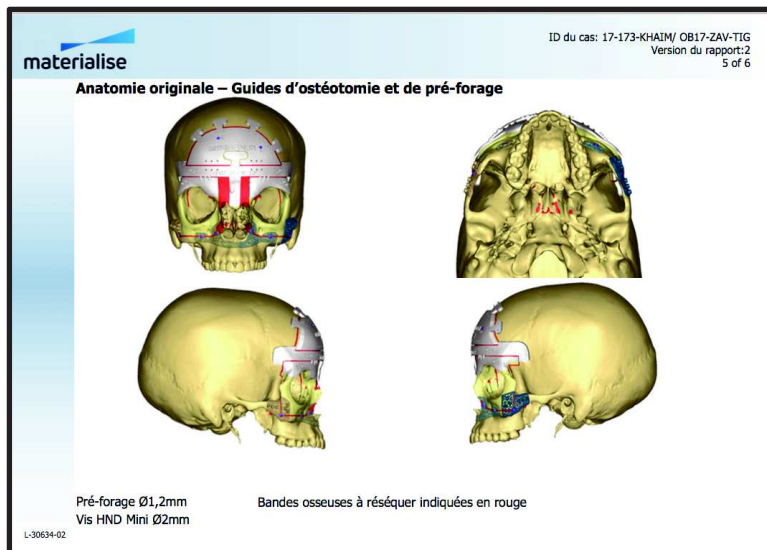 materialise
ID du cas: 17-173-KHAIM/ OB17-ZAV-TIG
Version du rapport:2
5 of 6
Anatomie originale – Guides d’ostéotomie et de pré-forage
Pré-forage Ø1,2mm
Vis HND Mini Ø2mm
Bandes osseuses à réséquer indiquées en rouge
L-30634-02